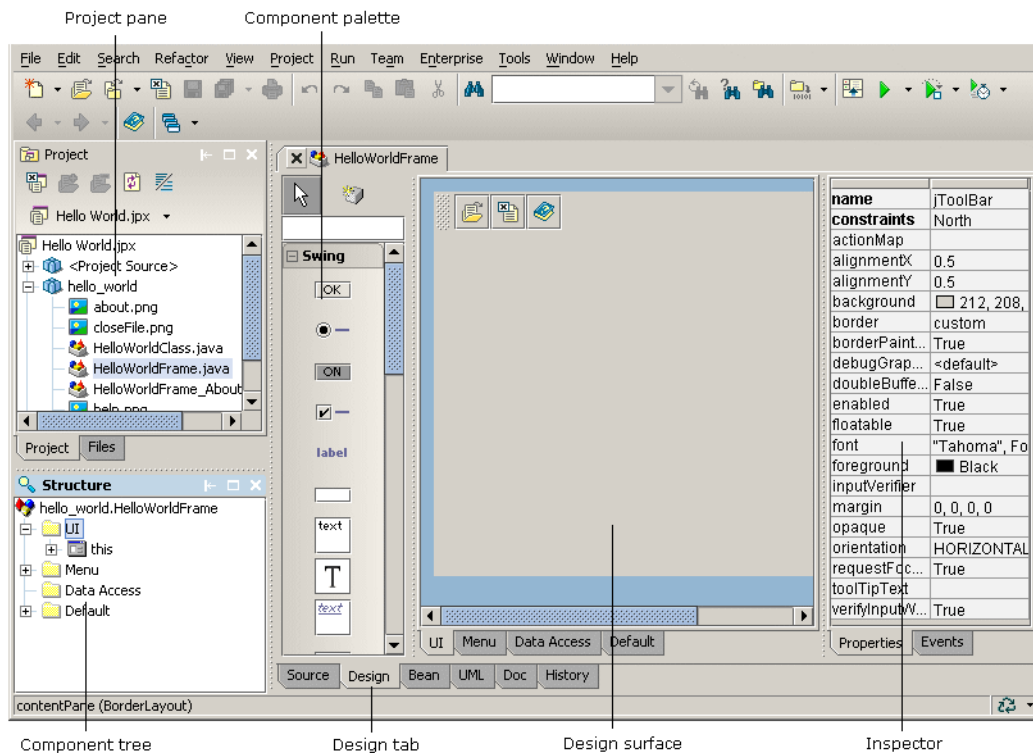 Project pane
Component palette
File Edit Search Refactor View Project Run Team Enterprise Tools Window Help
Project
HelloWorldFrame
Hello World.jpx
Hello World.jpx
<Project Source>
hello_world
about.png
closeFile.png
HelloWorldClass.java
HelloWorldFrame.java
HelloWorldFrame_About
help.png
Project Files
Structure
hello_world.HelloWorldFrame
UI
this
Menu
Data Access
Default
Swing
OK
ON
label
text
T
text
name jToolBar
constraints North
actionMap
alignmentX 0.5
alignmentY 0.5
background 212, 208,
border custom
borderPaint... True
debugGrap... <default>
doubleBuffe... False
enabled True
floatable True
font "Tahoma", Fo
foreground Black
inputVerifier
margin 0, 0, 0, 0
opaque True
orientation HORIZONTAL
requestFoc... True
toolTipText
verifyInputW... True
UI Menu Data Access Default
Properties Events
Source Design Bean UML Doc History
contentPane (BorderLayout)
Component tree
Design tab
Design surface
Inspector